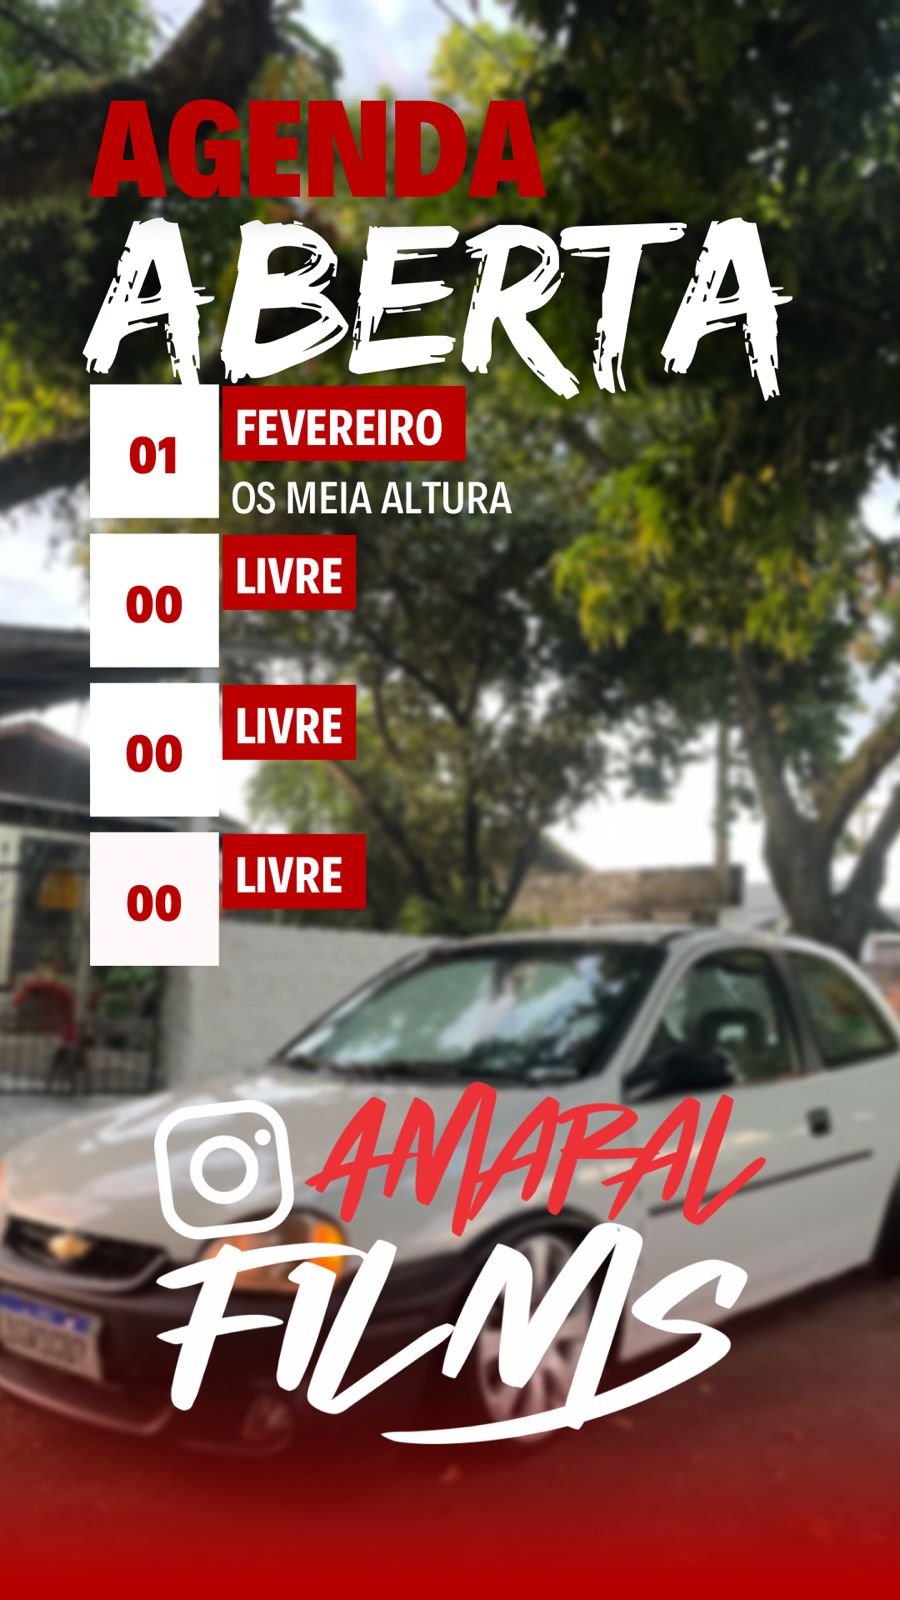 AGENDA
ABERTA
01
FEVEREIRO
OS MEIA ALTURA
00
LIVRE
00
LIVRE
00
LIVRE
AMARAL
FILMS